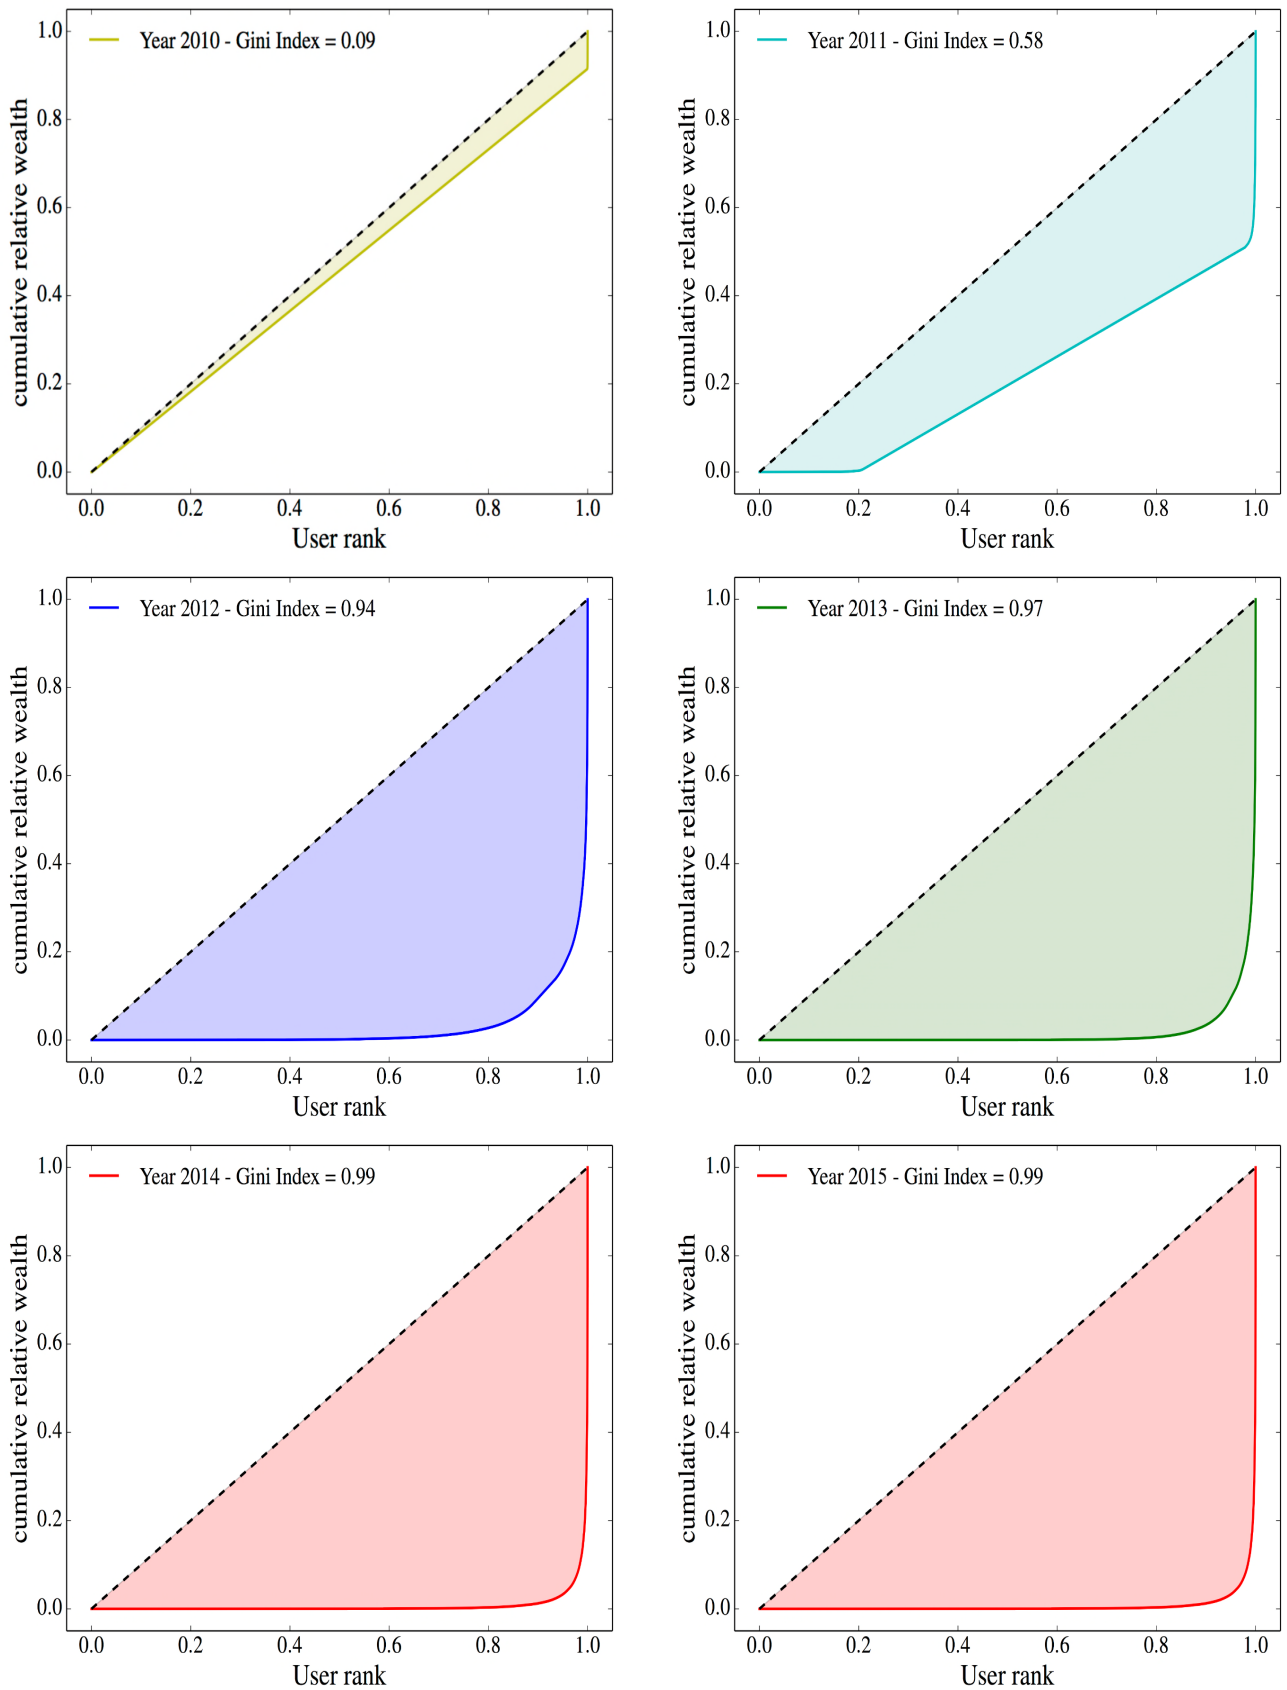 Year 2010 - Gini Index = 0.09
1.0
0.8
0.6
0.4
0.2
0.0
cumulative relative wealth
0.0 0.2 0.4 0.6 0.8 1.0
User rank
Year 2011 - Gini Index = 0.58
1.0
0.8
0.6
0.4
0.2
0.0
cumulative relative wealth
0.0 0.2 0.4 0.6 0.8 1.0
User rank
Year 2012 - Gini Index = 0.94
1.0
0.8
0.6
0.4
0.2
0.0
cumulative relative wealth
0.0 0.2 0.4 0.6 0.8 1.0
User rank
Year 2013 - Gini Index = 0.97
1.0
0.8
0.6
0.4
0.2
0.0
cumulative relative wealth
0.0 0.2 0.4 0.6 0.8 1.0
User rank
Year 2014 - Gini Index = 0.99
1.0
0.8
0.6
0.4
0.2
0.0
cumulative relative wealth
0.0 0.2 0.4 0.6 0.8 1.0
User rank
Year 2015 - Gini Index = 0.99
1.0
0.8
0.6
0.4
0.2
0.0
cumulative relative wealth
0.0 0.2 0.4 0.6 0.8 1.0
User rank